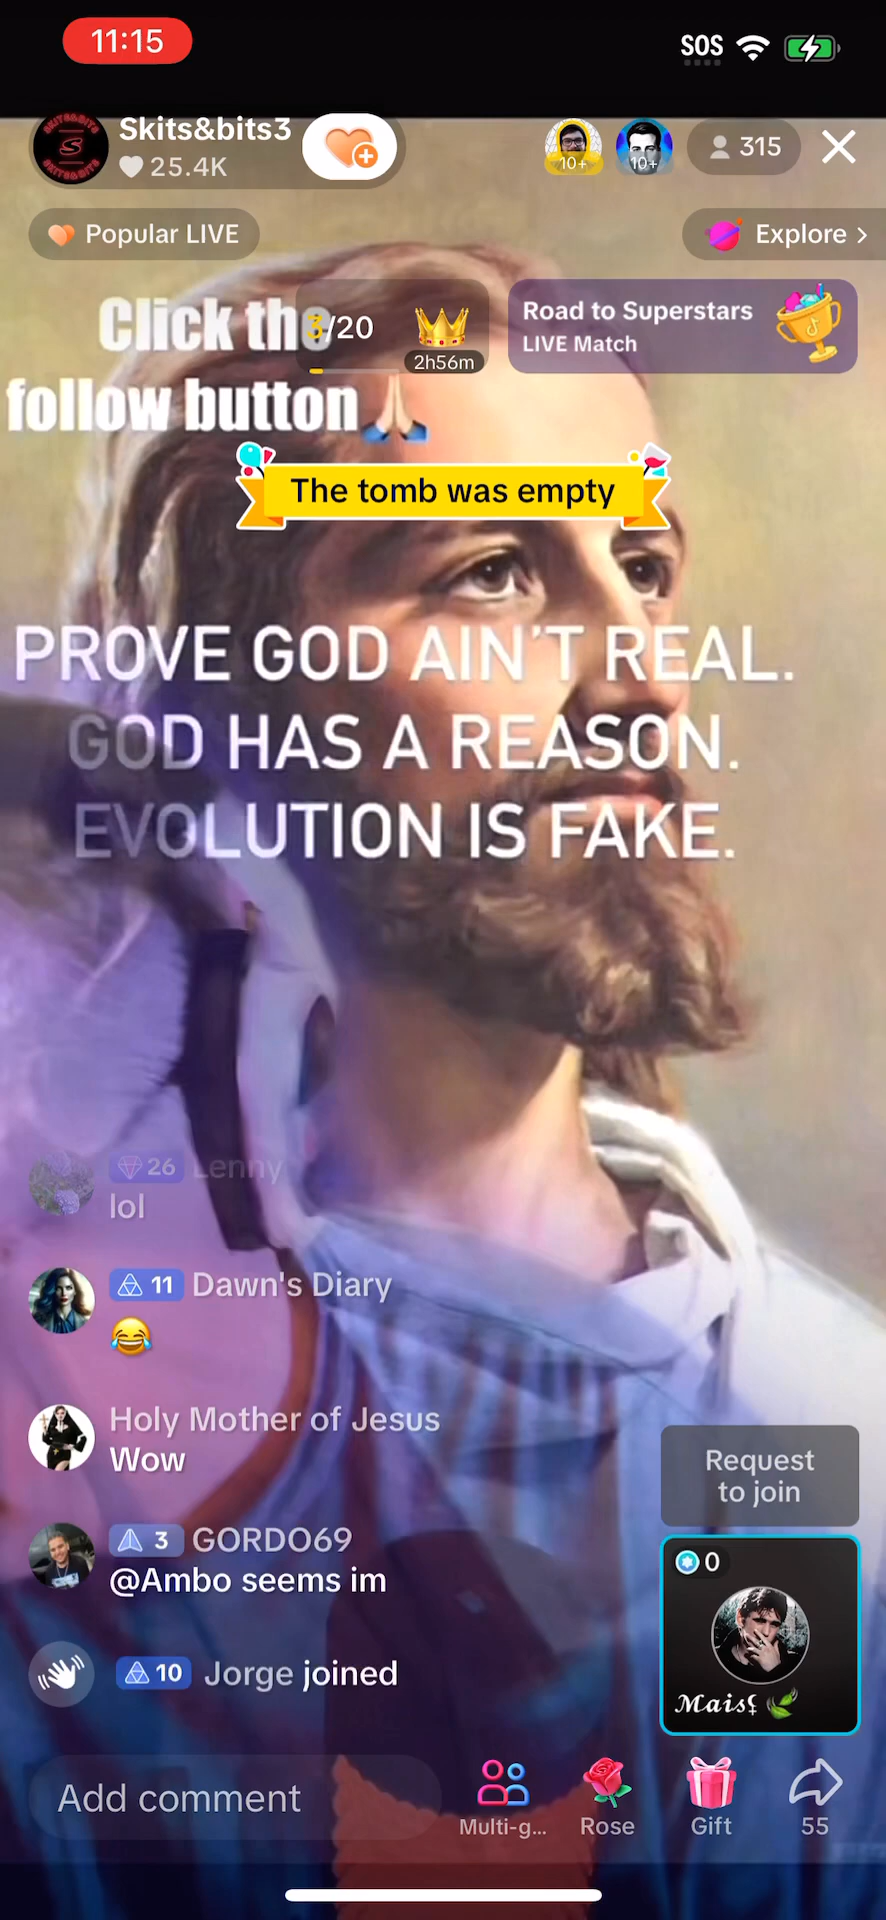 11:15
SOS
Skits&bits3
25.4K
10+
10+
315
Popular LIVE
Explore >
Click the
3/20
2h56m
Road to Superstars
LIVE Match
follow button🙏
The tomb was empty
PROVE GOD AIN'T REAL.
GOD HAS A REASON.
EVOLUTION IS FAKE.
26 Lenny
lol
11 Dawn's Diary
😂
Holy Mother of Jesus
Wow
Request
to join
3 GORDO69
@Ambo seems im
0
10 Jorge joined
Add comment
Multi-g...
Rose
Gift
55